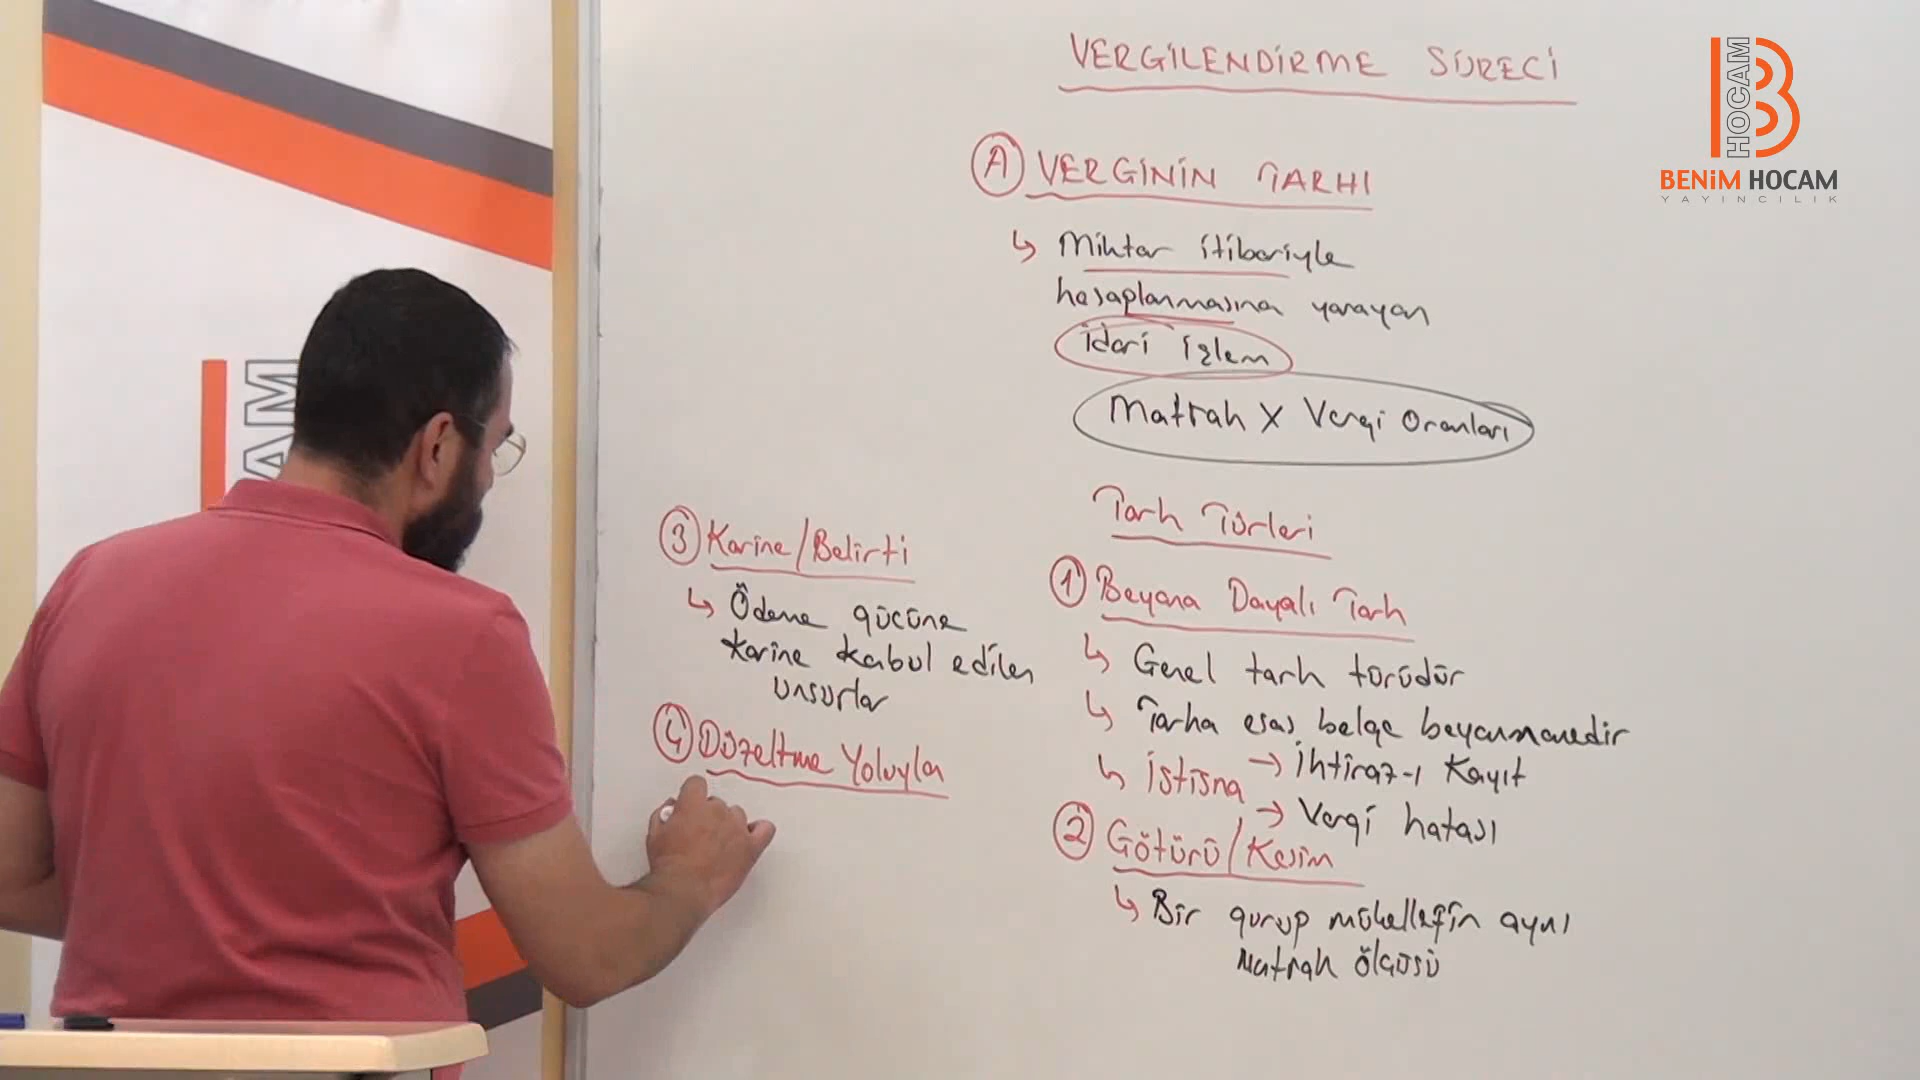 VERGİLENDİRME SÜRECİ
A VERGİNİN TARHI
↳ Miktar itibariyle
hesaplanmasına yarayan
İdari işlem
Matrah X Vergi Oranları
Tarh Türleri
1 Beyana Dayalı Tarh
↳ Genel tarh türüdür
↳ Tarha esas belge beyannamedir
↳ İstisna → İhtiraz-ı Kayıt
→ Vergi hatası
2 Götürü/Kesim
↳ Bir gurup mükellefin aynı
Matrah ölçüsü
3 Karine/Belirti
↳ Ödeme gücüne
karine kabul edilen
unsurlar
4 Düzeltme Yoluyla
HOCAM B
BENİM HOCAM
YAYINCILIK
AM